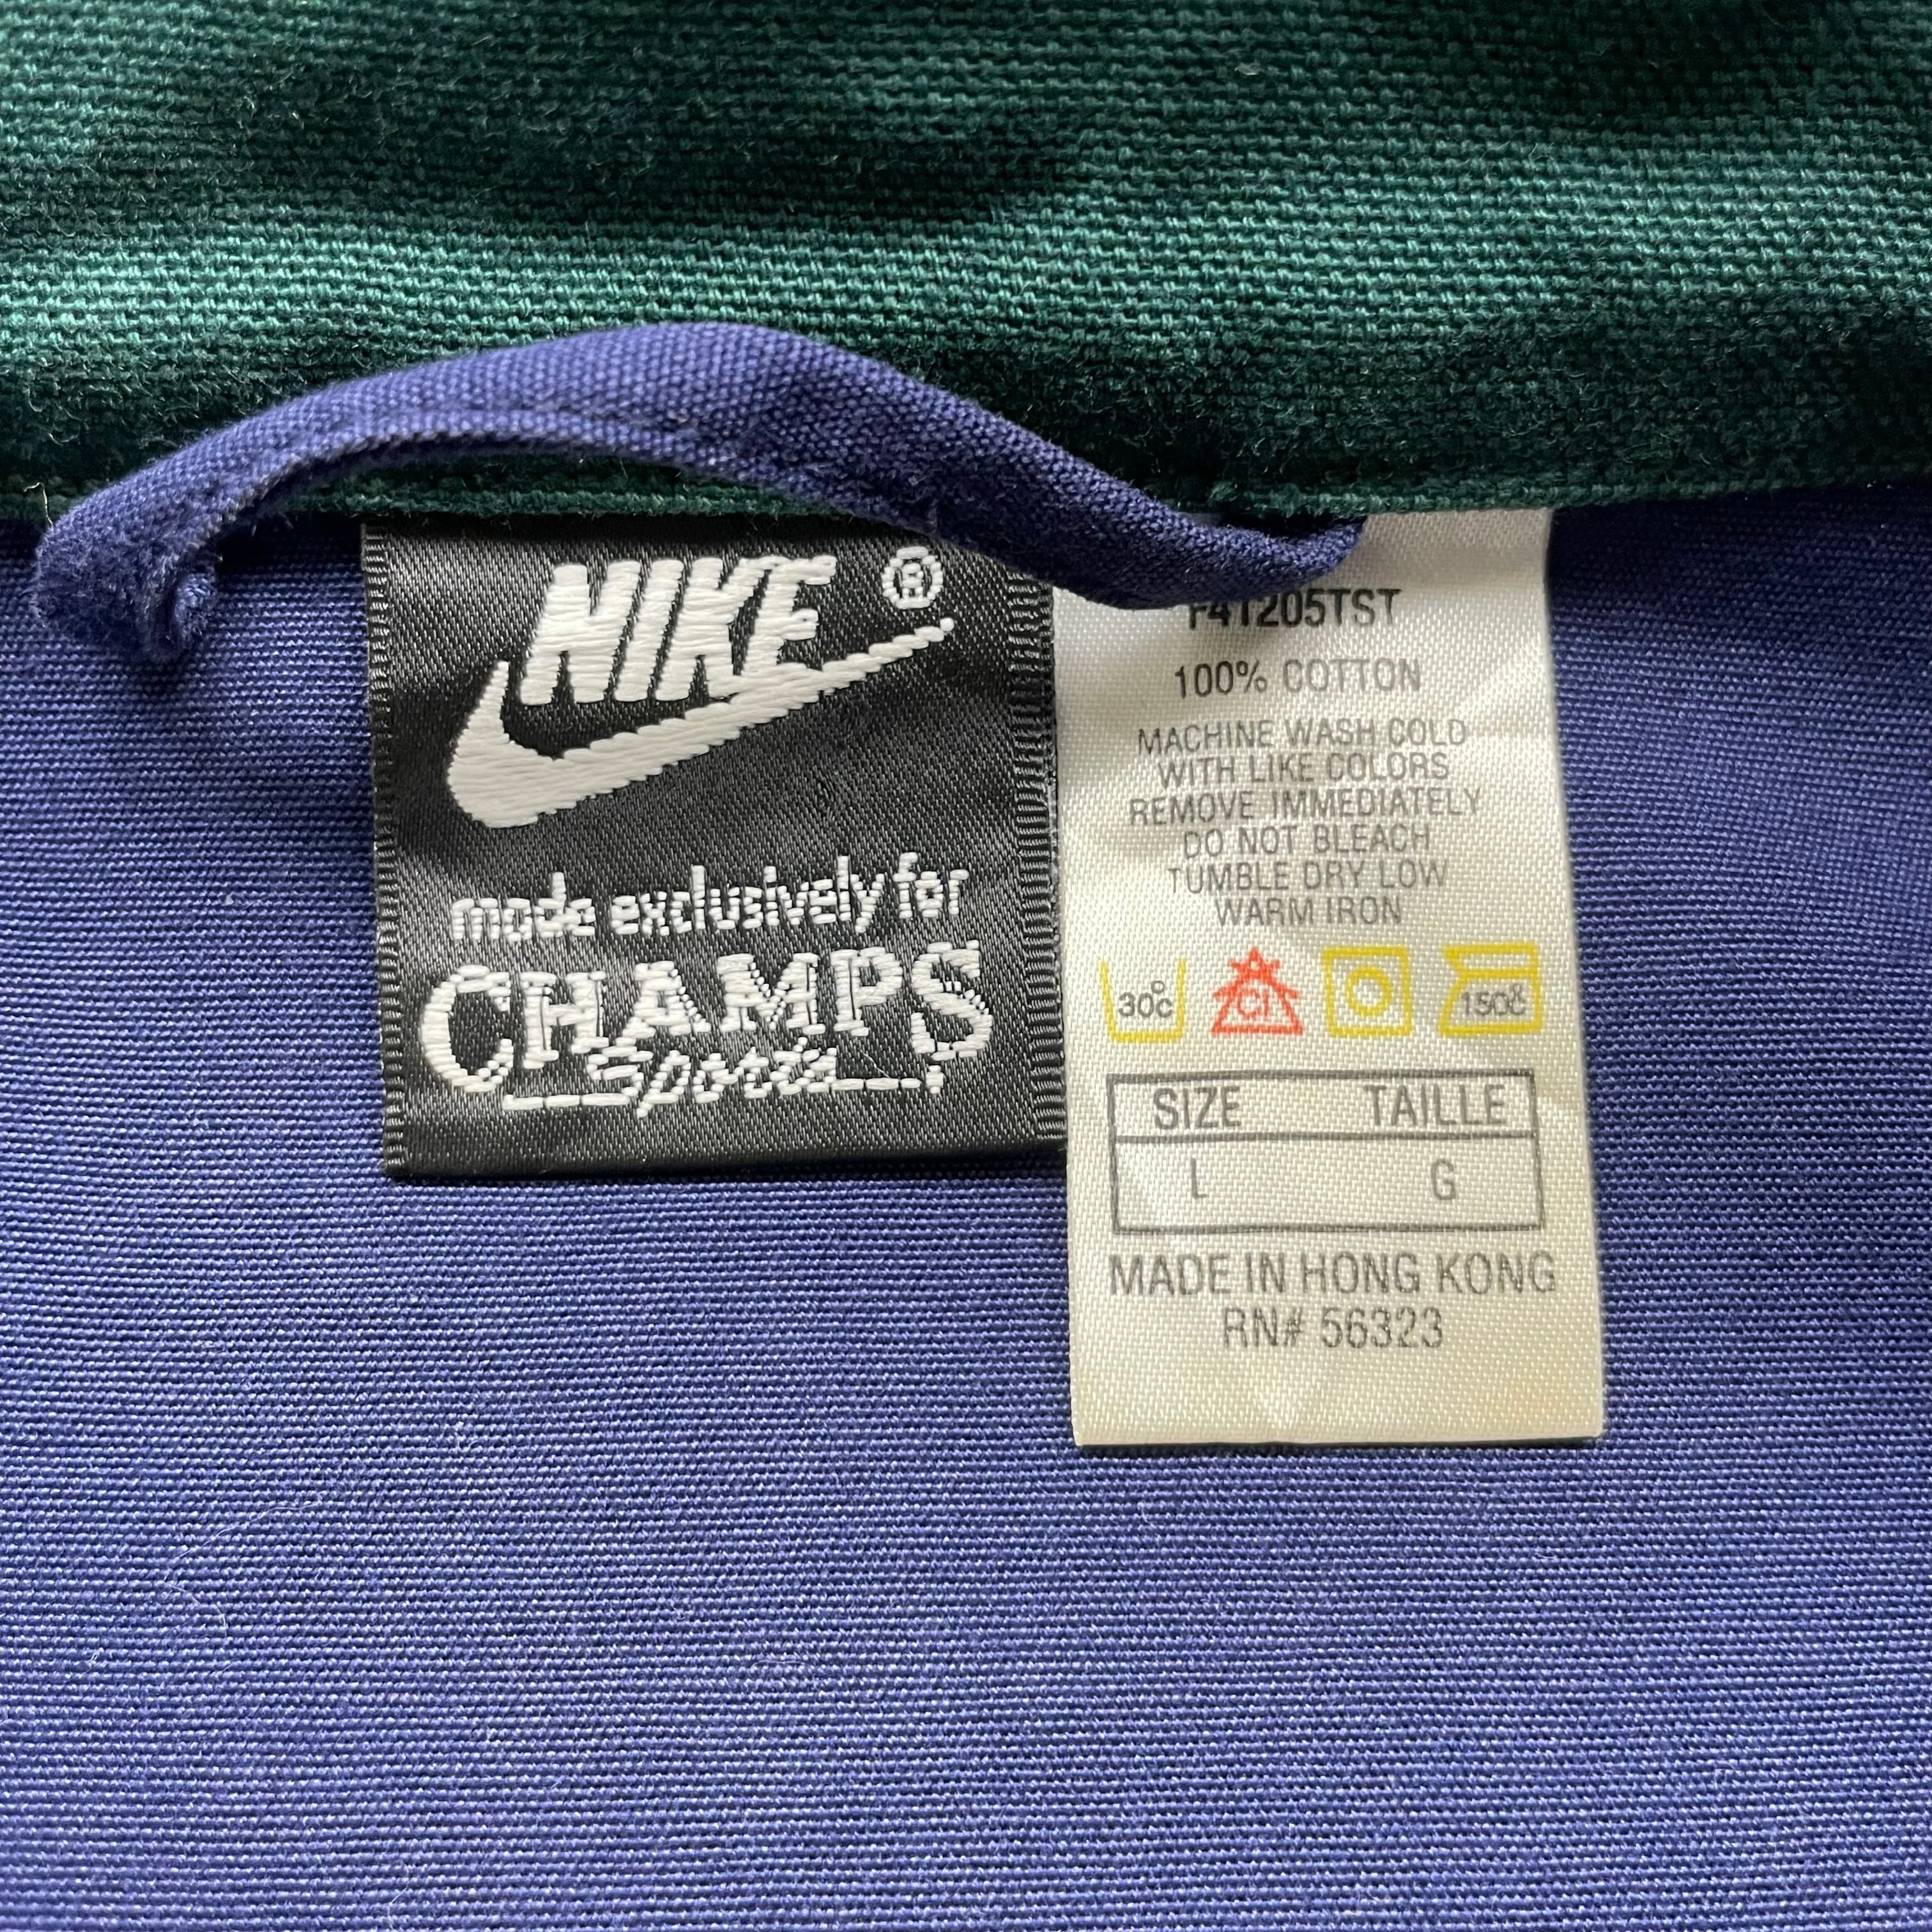 NIKE ®
made exclusively for
CHAMPS
Sports
F41205TST
100% COTTON
MACHINE WASH COLD
WITH LIKE COLORS
REMOVE IMMEDIATELY
DO NOT BLEACH
TUMBLE DRY LOW
WARM IRON
30°C Cl 150°C
SIZE TAILLE
L G
MADE IN HONG KONG
RN# 56323